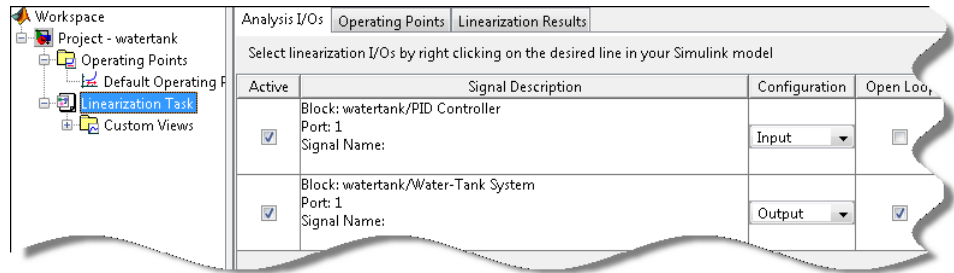 Workspace
Project - watertank
Operating Points
Default Operating P
Linearization Task
Custom Views
Analysis I/Os Operating Points Linearization Results
Select linearization I/Os by right clicking on the desired line in your Simulink model
Active Signal Description Configuration Open Loop
Block: watertank/PID Controller
Port: 1
Signal Name:
Input
Block: watertank/Water-Tank System
Port: 1
Signal Name:
Output